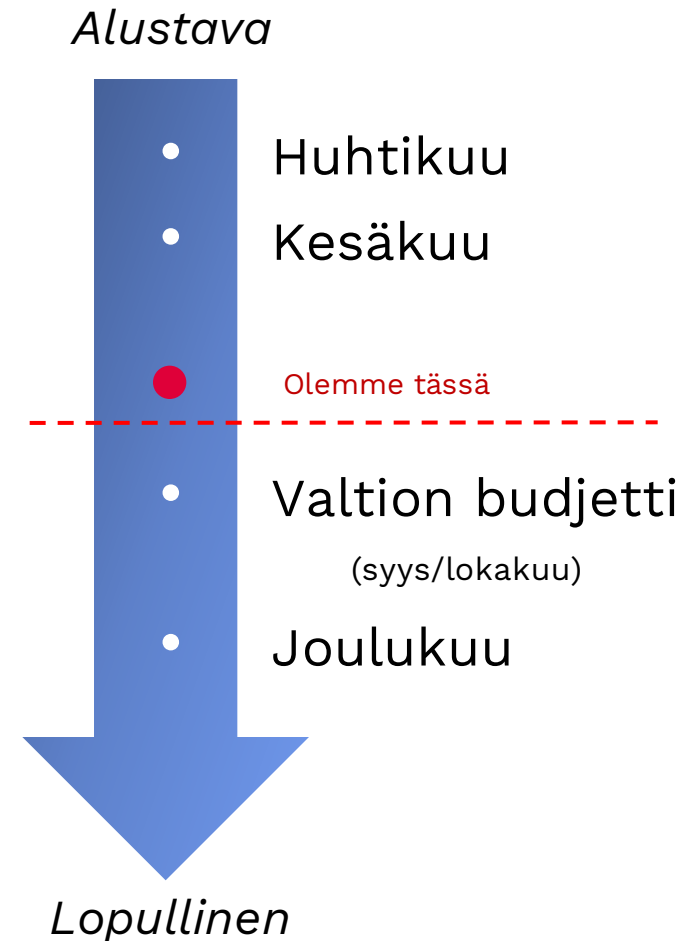 Alustava
Huhtikuu
Kesäkuu
Olemme tässä
Valtion budjetti
(syys/lokakuu)
Joulukuu
Lopullinen